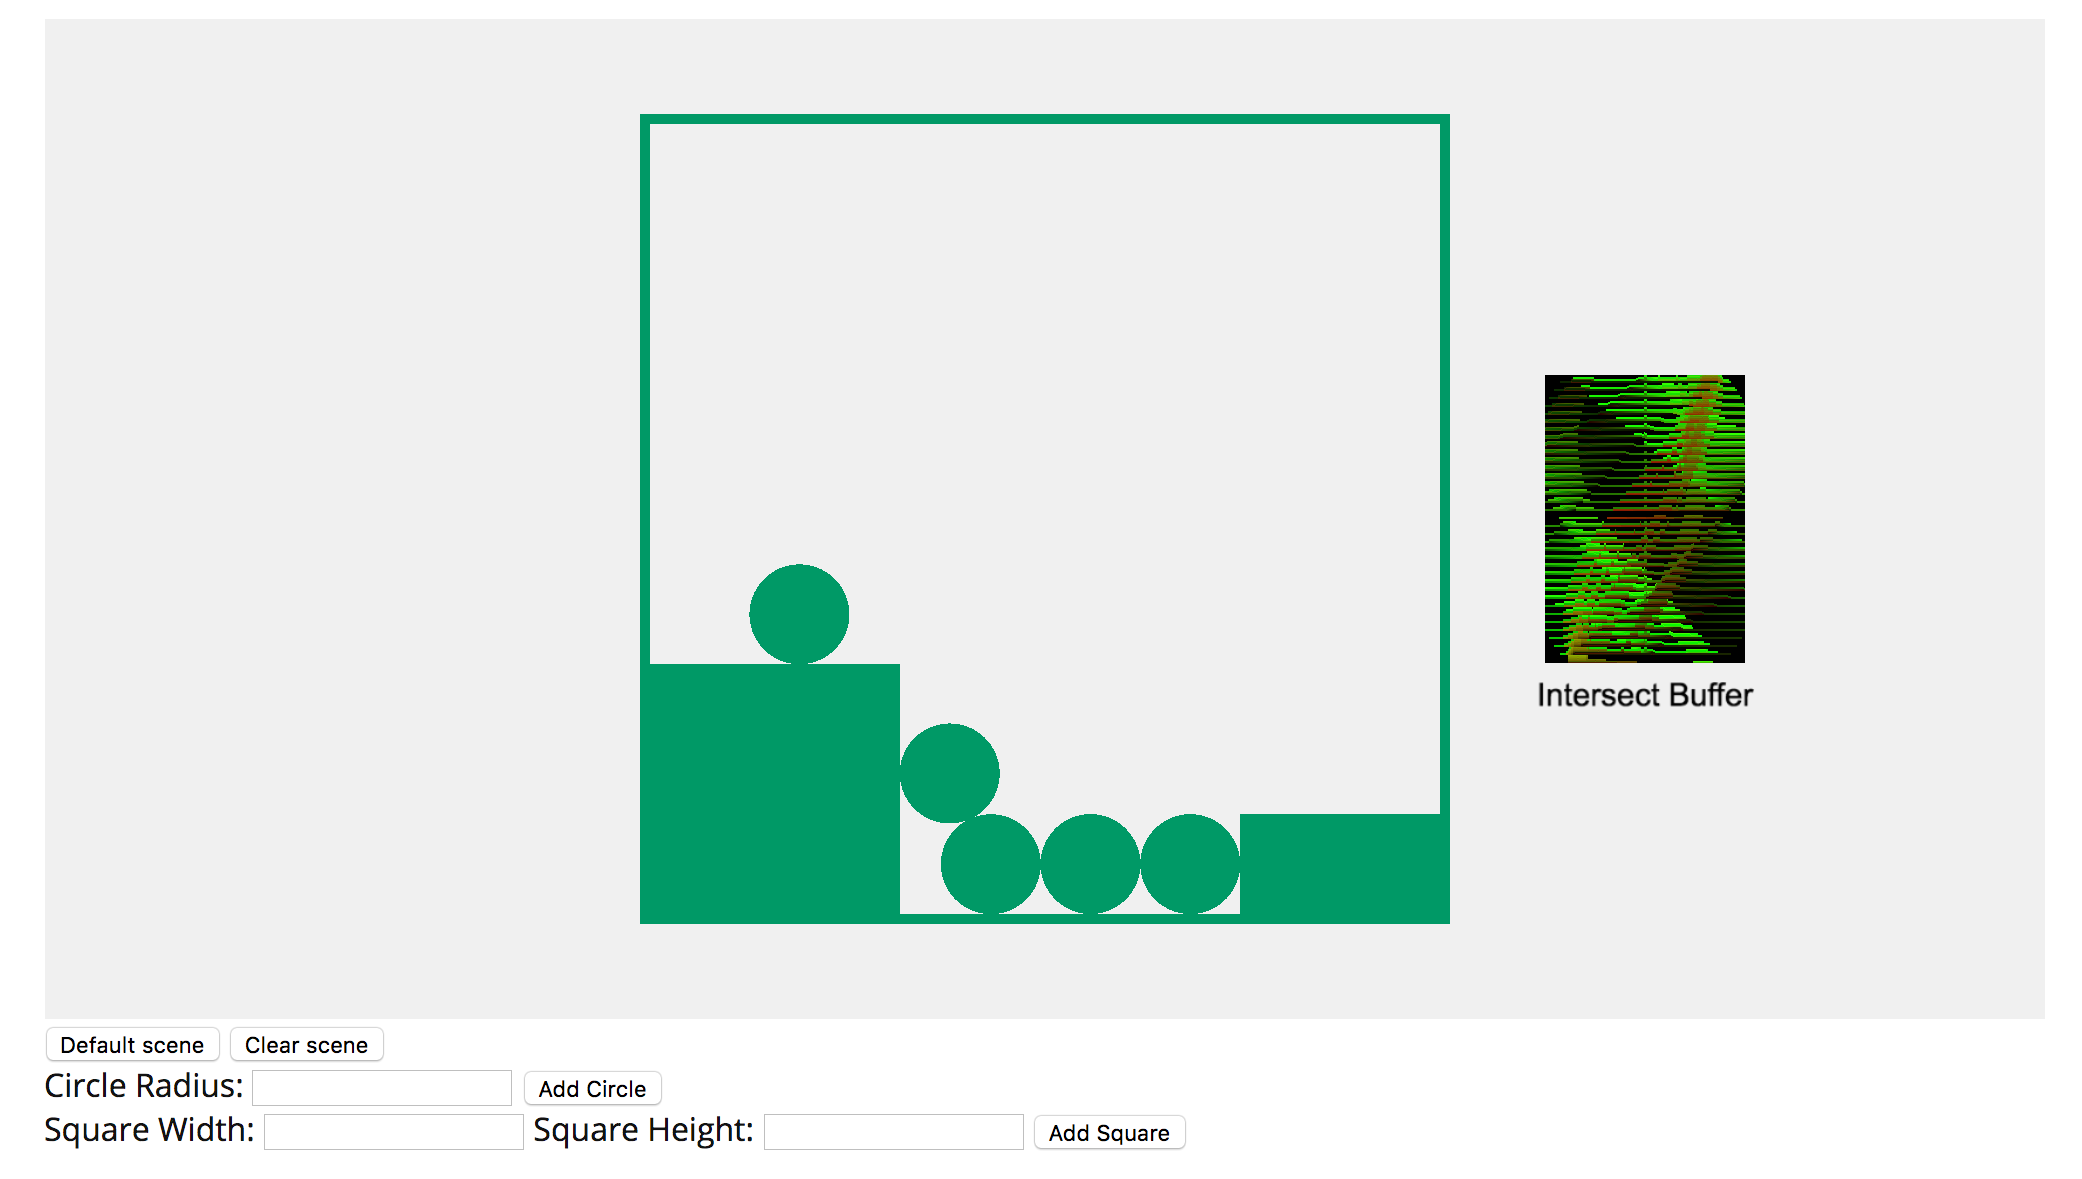 Intersect Buffer
Default scene Clear scene
Circle Radius: Add Circle
Square Width: Square Height: Add Square